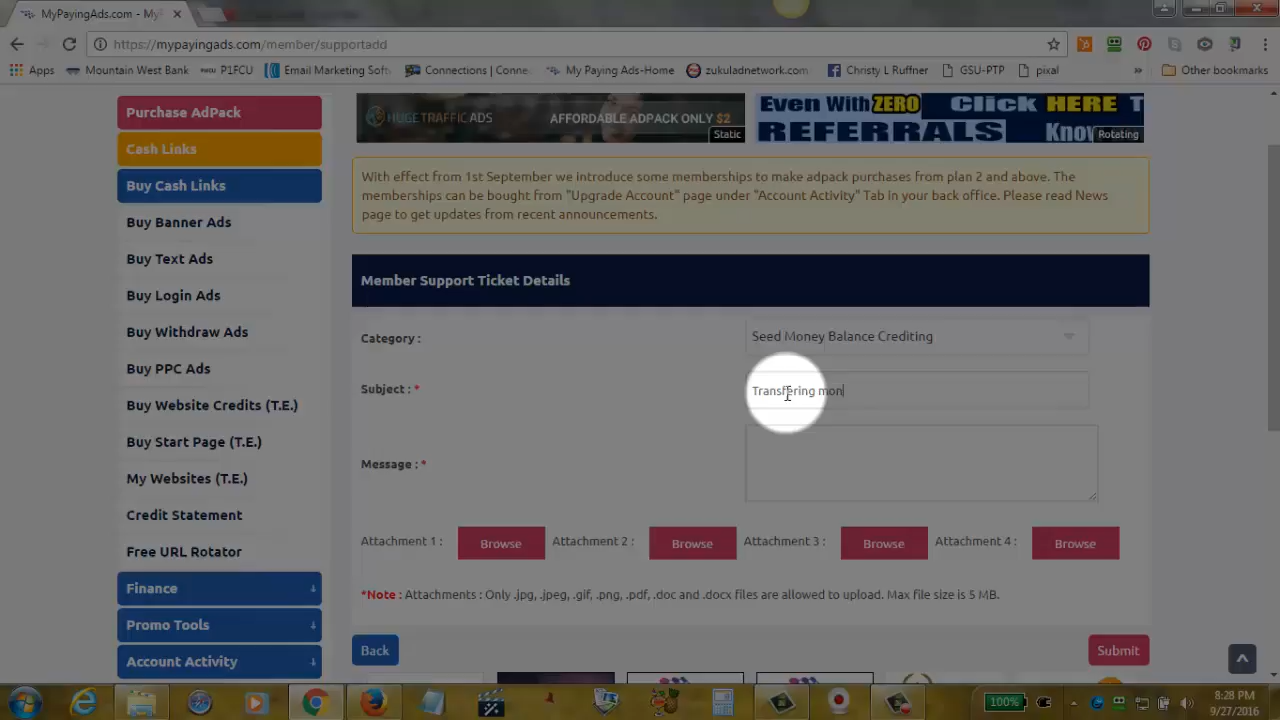 MyPayingAds.com - My
https://mypayingads.com/member/supportadd
Apps
Mountain West Bank
P1FCU
Email Marketing Soft
Connections | Conne
My Paying Ads-Home
zukuladnetwork.com
Christy L Ruffner
GSU-PTP
pixal
»
Other bookmarks
Purchase AdPack
Cash Links
Buy Cash Links
Buy Banner Ads
Buy Text Ads
Buy Login Ads
Buy Withdraw Ads
Buy PPC Ads
Buy Website Credits (T.E.)
Buy Start Page (T.E.)
My Websites (T.E.)
Credit Statement
Free URL Rotator
Finance
Promo Tools
Account Activity
HUGETRAFFICADS
AFFORDABLE ADPACK ONLY $2
Static
Even With ZERO
REFERRALS
Click HERE T
Know
Rotating
With effect from 1st September we introduce some memberships to make adpack purchases from plan 2 and above. The
memberships can be bought from "Upgrade Account" page under "Account Activity" Tab in your back office. Please read News
page to get updates from recent announcements.
Member Support Ticket Details
Category :
Seed Money Balance Crediting
Subject : *
Transfering mon
Message : *
Attachment 1 :
Browse
Attachment 2 :
Browse
Attachment 3 :
Browse
Attachment 4 :
Browse
*Note : Attachments : Only .jpg, .jpeg, .gif, .png, .pdf, .doc and .docx files are allowed to upload. Max file size is 5 MB.
Back
Submit
100%
8:28 PM
9/27/2016